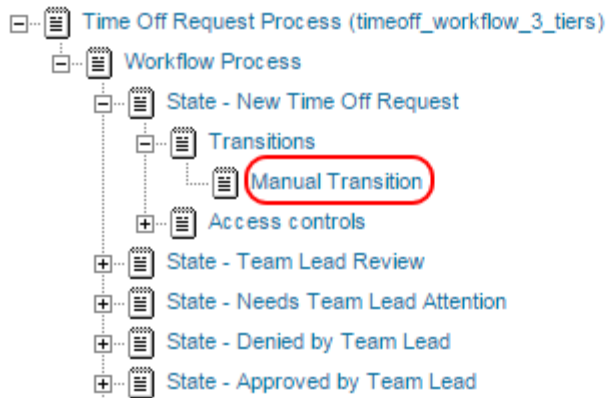 Time Off Request Process (timeoff_workflow_3_tiers)
Workflow Process
State - New Time Off Request
Transitions
Manual Transition
Access controls
State - Team Lead Review
State - Needs Team Lead Attention
State - Denied by Team Lead
State - Approved by Team Lead